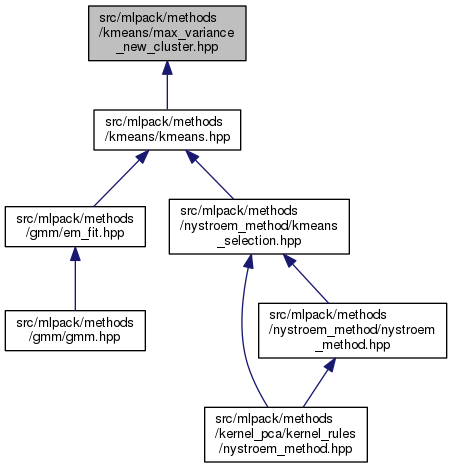 src/mlpack/methods
/kmeans/max_variance
_new_cluster.hpp
src/mlpack/methods
/kmeans/kmeans.hpp
src/mlpack/methods
/gmm/em_fit.hpp
src/mlpack/methods
/nystroem_method/kmeans
_selection.hpp
src/mlpack/methods
/gmm/gmm.hpp
src/mlpack/methods
/nystroem_method/nystroem
_method.hpp
src/mlpack/methods
/kernel_pca/kernel_rules
/nystroem_method.hpp